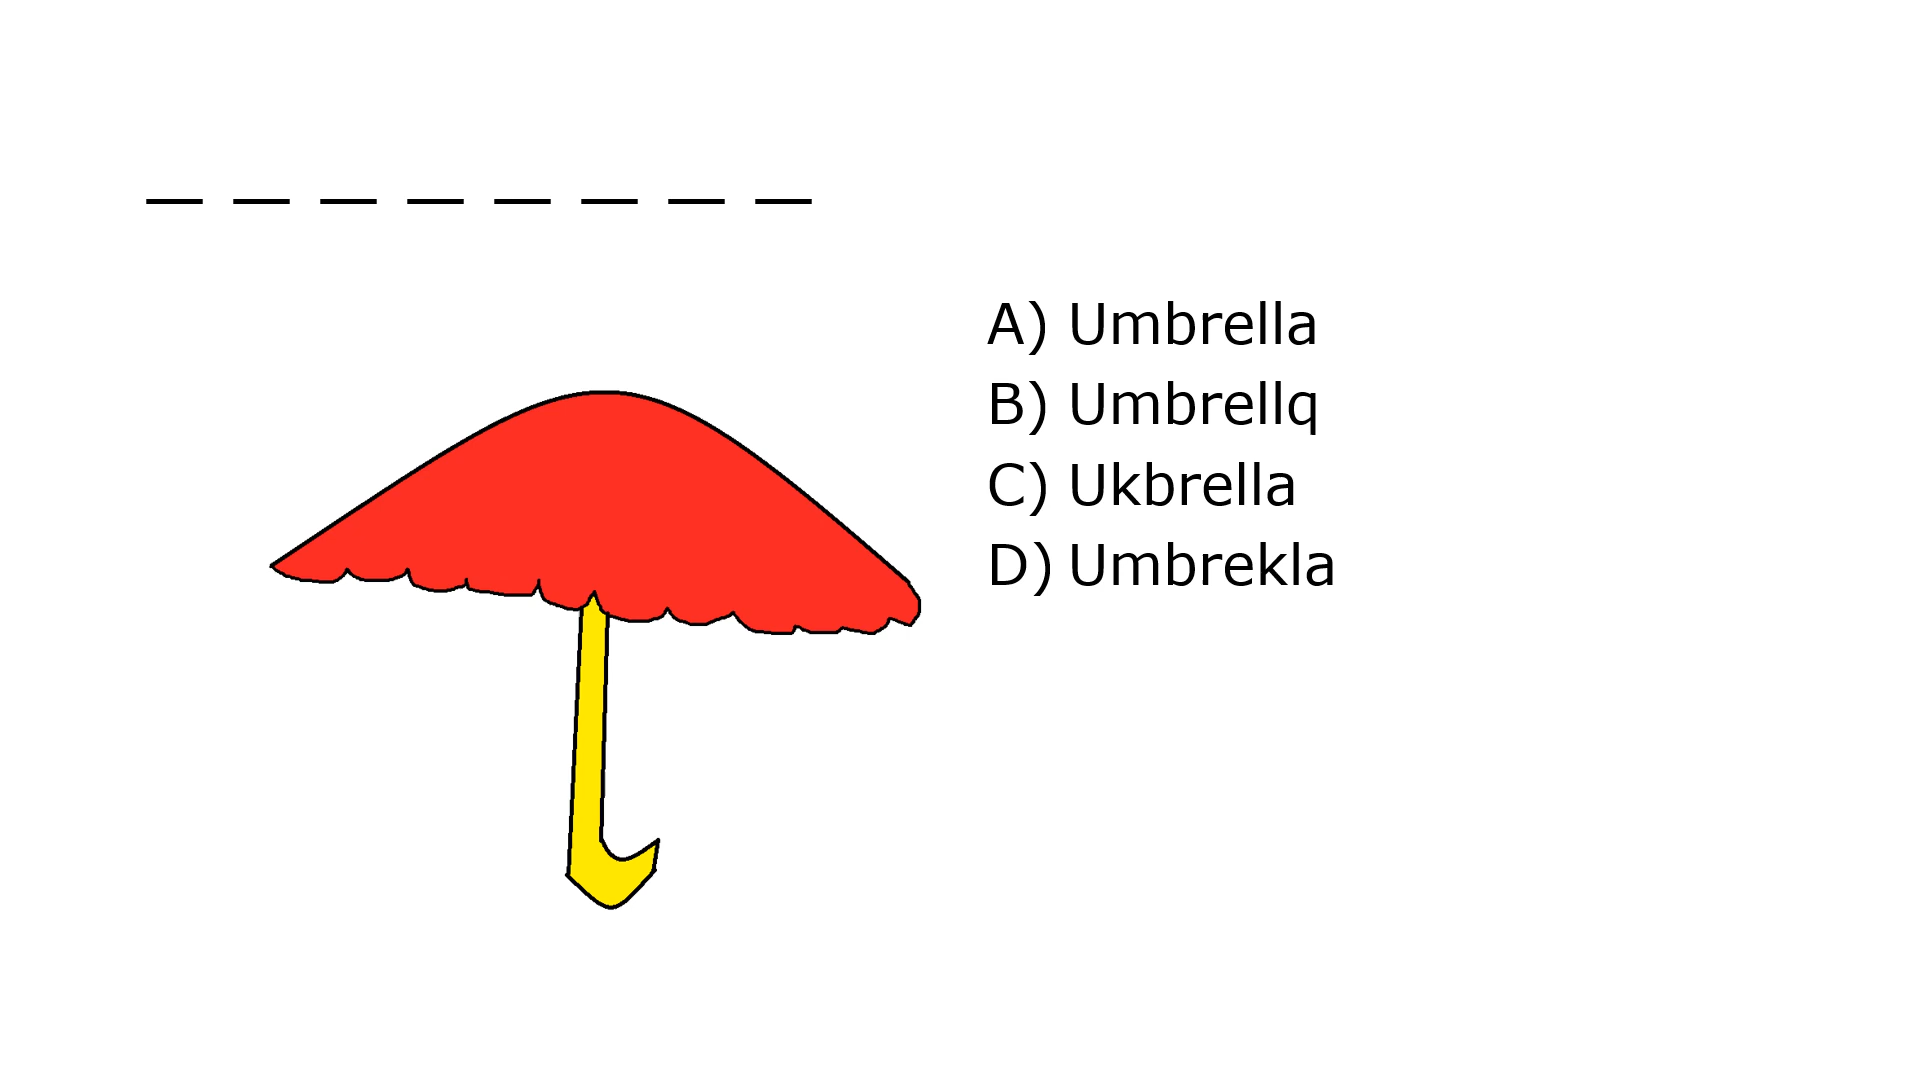 _ _ _ _ _ _ _ _
A) Umbrella
B) Umbrellq
C) Ukbrella
D) Umbrekla